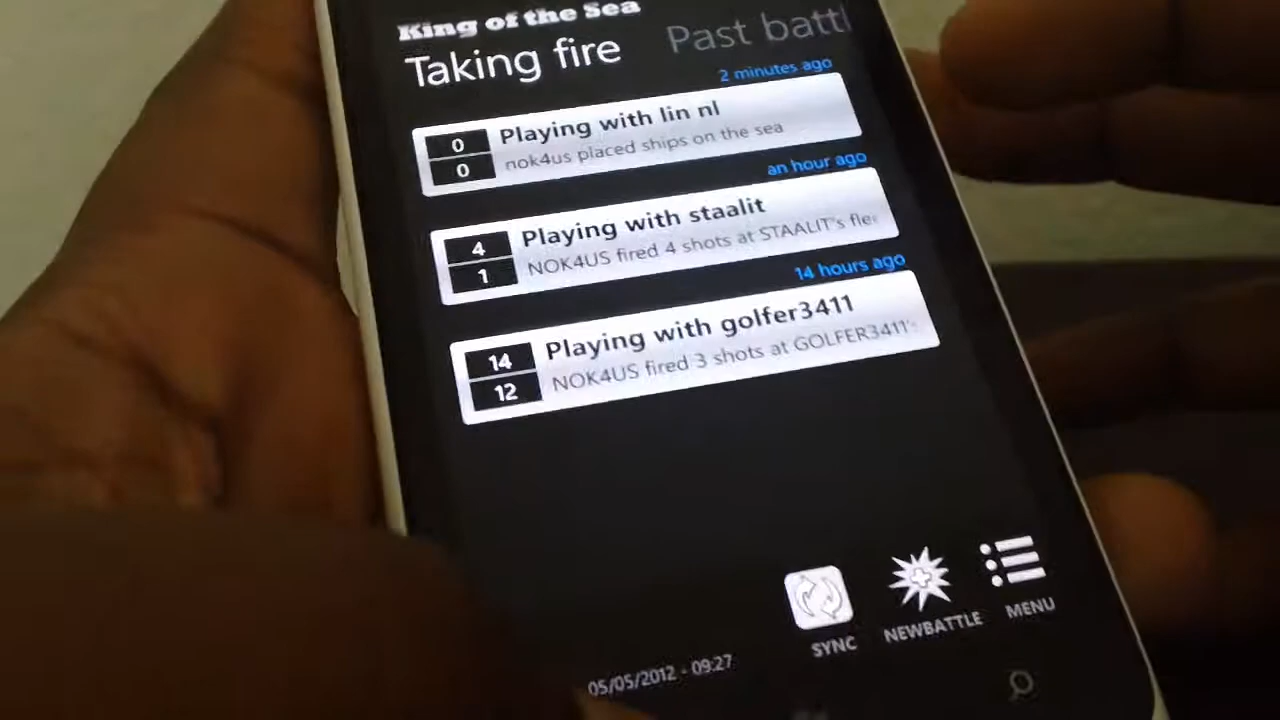 King of the Sea
Taking fire
Past battl
2 minutes ago
0
0
Playing with lin nl
nok4us placed ships on the sea
an hour ago
4
1
Playing with staalit
NOK4US fired 4 shots at STAALIT's fle
14 hours ago
14
12
Playing with golfer3411
NOK4US fired 3 shots at GOLFER3411's
SYNC
NEWBATTLE
MENU
05/05/2012 - 09:27